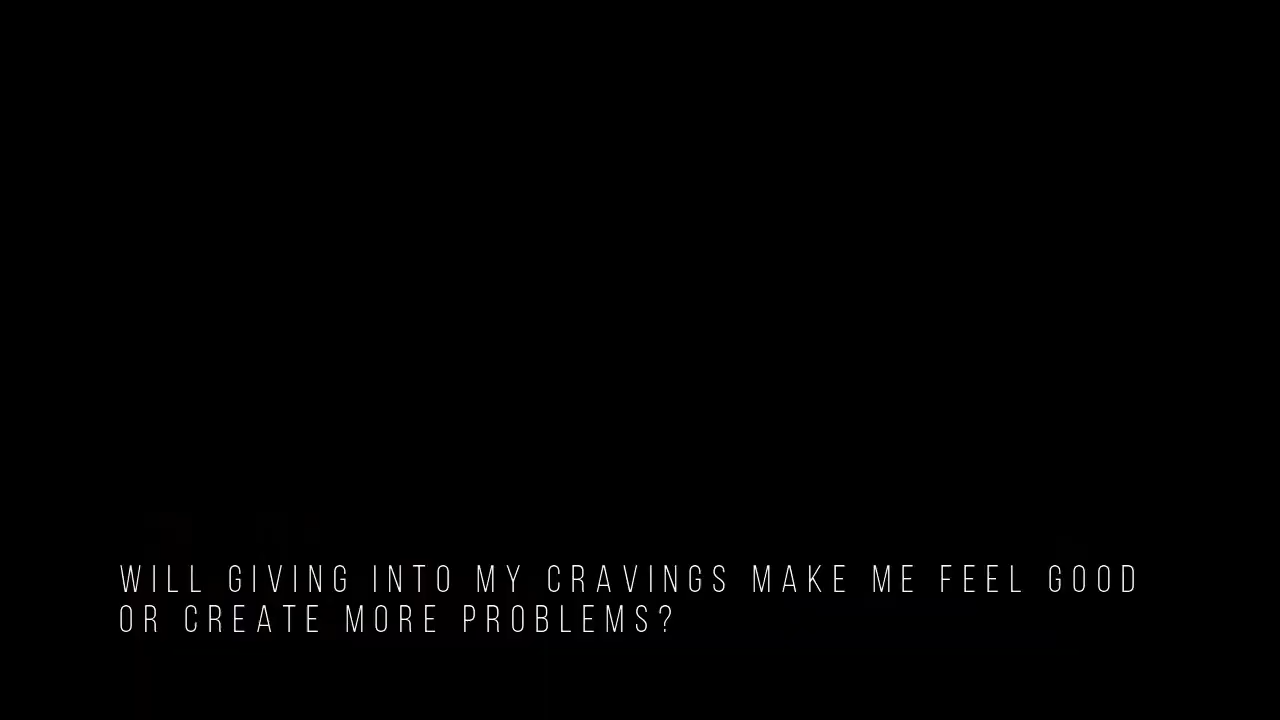 WILL GIVING INTO MY CRAVINGS MAKE ME FEEL GOOD
OR CREATE MORE PROBLEMS?